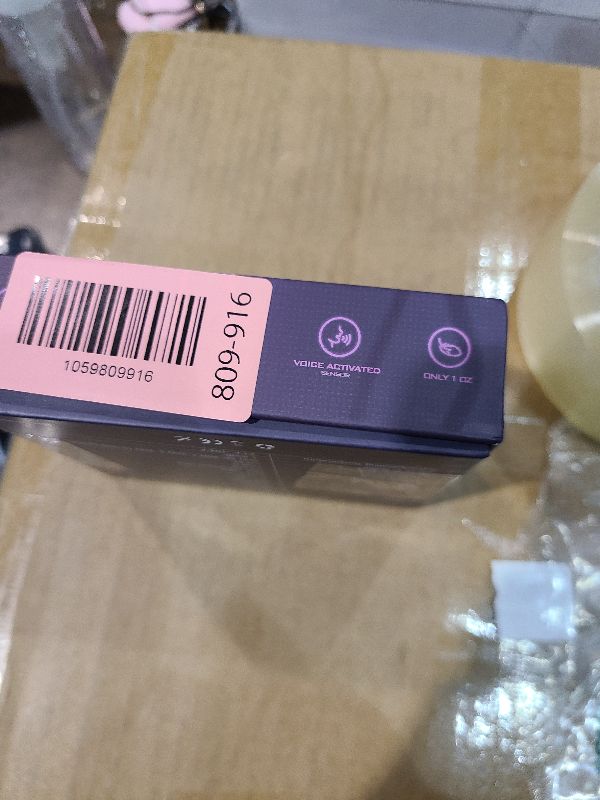 1059809916
809-916
VOICE ACTIVATED
SENSOR
ONLY 1 OZ